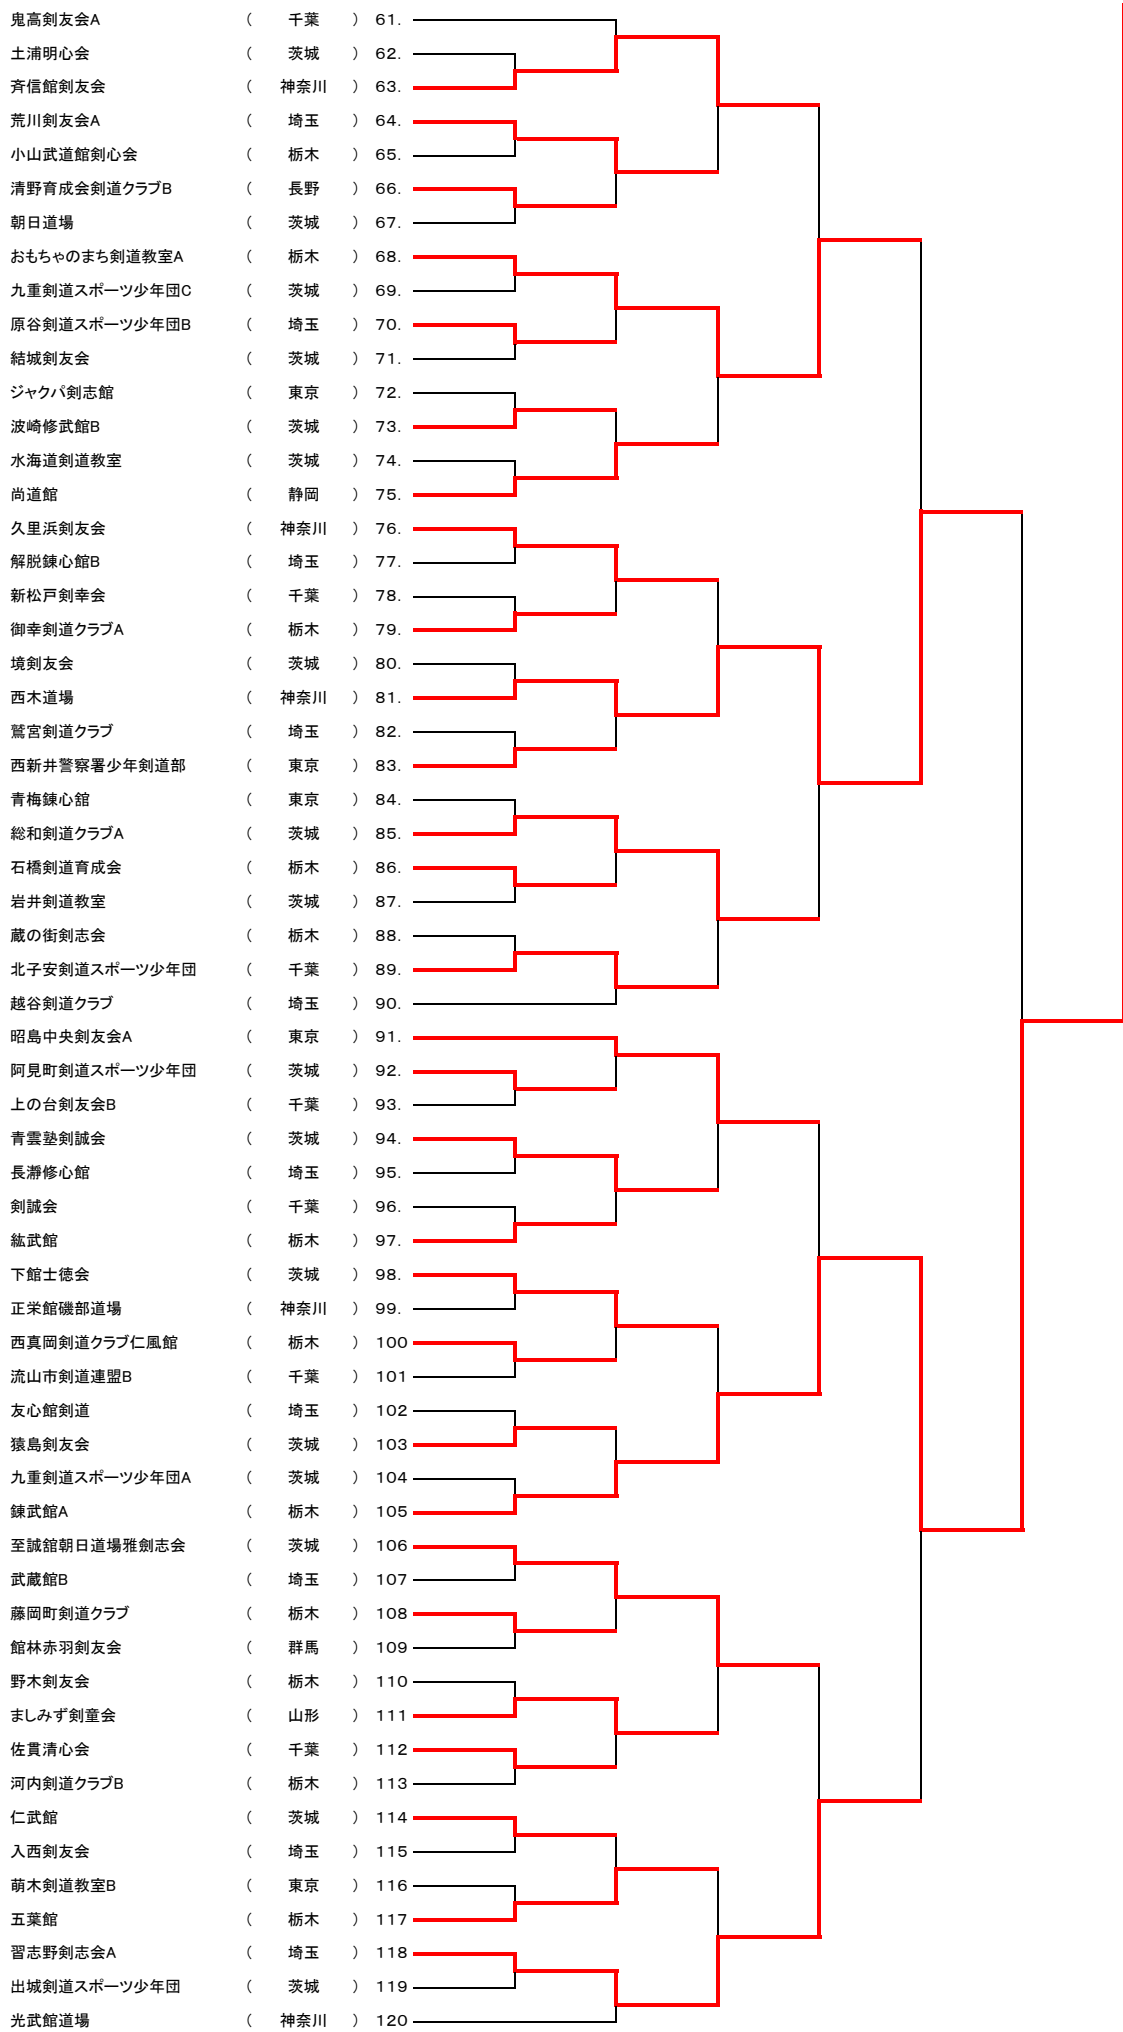 鬼高剣友会A （ 千葉 ） 61.
土浦明心会 （ 茨城 ） 62.
斉信館剣友会 （ 神奈川 ） 63.
荒川剣友会A （ 埼玉 ） 64.
小山武道館剣心会 （ 栃木 ） 65.
清野育成会剣道クラブB （ 長野 ） 66.
朝日道場 （ 茨城 ） 67.
おもちゃのまち剣道教室A （ 栃木 ） 68.
九重剣道スポーツ少年団C （ 茨城 ） 69.
原谷剣道スポーツ少年団B （ 埼玉 ） 70.
結城剣友会 （ 茨城 ） 71.
ジャクパ剣志館 （ 東京 ） 72.
波崎修武館B （ 茨城 ） 73.
水海道剣道教室 （ 茨城 ） 74.
尚道館 （ 静岡 ） 75.
久里浜剣友会 （ 神奈川 ） 76.
解脱錬心館B （ 埼玉 ） 77.
新松戸剣幸会 （ 千葉 ） 78.
御幸剣道クラブA （ 栃木 ） 79.
境剣友会 （ 茨城 ） 80.
西木道場 （ 神奈川 ） 81.
鷲宮剣道クラブ （ 埼玉 ） 82.
西新井警察署少年剣道部 （ 東京 ） 83.
青梅錬心舘 （ 東京 ） 84.
総和剣道クラブA （ 茨城 ） 85.
石橋剣道育成会 （ 栃木 ） 86.
岩井剣道教室 （ 茨城 ） 87.
蔵の街剣志会 （ 栃木 ） 88.
北子安剣道スポーツ少年団 （ 千葉 ） 89.
越谷剣道クラブ （ 埼玉 ） 90.
昭島中央剣友会A （ 東京 ） 91.
阿見町剣道スポーツ少年団 （ 茨城 ） 92.
上の台剣友会B （ 千葉 ） 93.
青雲塾剣誠会 （ 茨城 ） 94.
長瀞修心館 （ 埼玉 ） 95.
剣誠会 （ 千葉 ） 96.
紘武館 （ 栃木 ） 97.
下館士徳会 （ 茨城 ） 98.
正栄館磯部道場 （ 神奈川 ） 99.
西真岡剣道クラブ仁風館 （ 栃木 ） 100
流山市剣道連盟B （ 千葉 ） 101
友心館剣道 （ 埼玉 ） 102
猿島剣友会 （ 茨城 ） 103
九重剣道スポーツ少年団A （ 茨城 ） 104
錬武館A （ 栃木 ） 105
至誠舘朝日道場雅劍志会 （ 茨城 ） 106
武蔵館B （ 埼玉 ） 107
藤岡町剣道クラブ （ 栃木 ） 108
館林赤羽剣友会 （ 群馬 ） 109
野木剣友会 （ 栃木 ） 110
ましみず剣童会 （ 山形 ） 111
佐貫清心会 （ 千葉 ） 112
河内剣道クラブB （ 栃木 ） 113
仁武館 （ 茨城 ） 114
入西剣友会 （ 埼玉 ） 115
萌木剣道教室B （ 東京 ） 116
五葉館 （ 栃木 ） 117
習志野剣志会A （ 埼玉 ） 118
出城剣道スポーツ少年団 （ 茨城 ） 119
光武館道場 （ 神奈川 ） 120